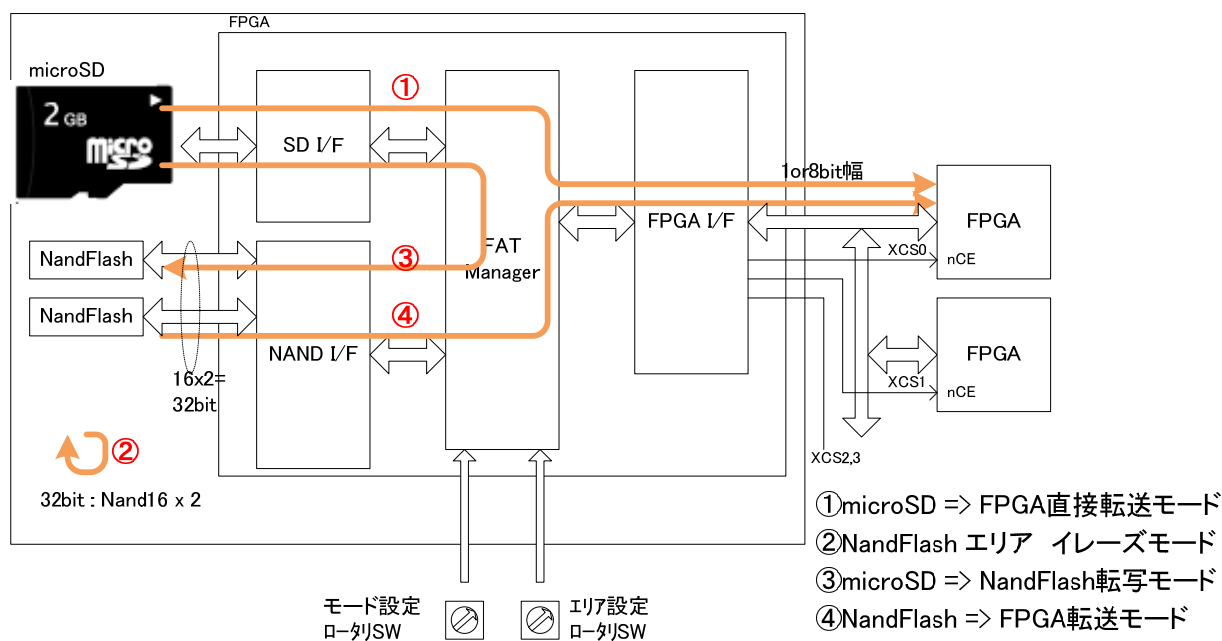 FPGA
microSD
2 GB
micro
SD
①
SD I/F
1or8bit幅
FPGA I/F
FPGA
XCS0
nCE
NandFlash
③
FAT
Manager
NandFlash
④
NAND I/F
FPGA
XCS1
nCE
16x2=
32bit
②
XCS2,3
32bit : Nand16 x 2
①microSD => FPGA直接転送モード
②NandFlash エリア　イレーズモード
③microSD => NandFlash転写モード
④NandFlash => FPGA転送モード
モード設定
ロータリSW
エリア設定
ロータリSW